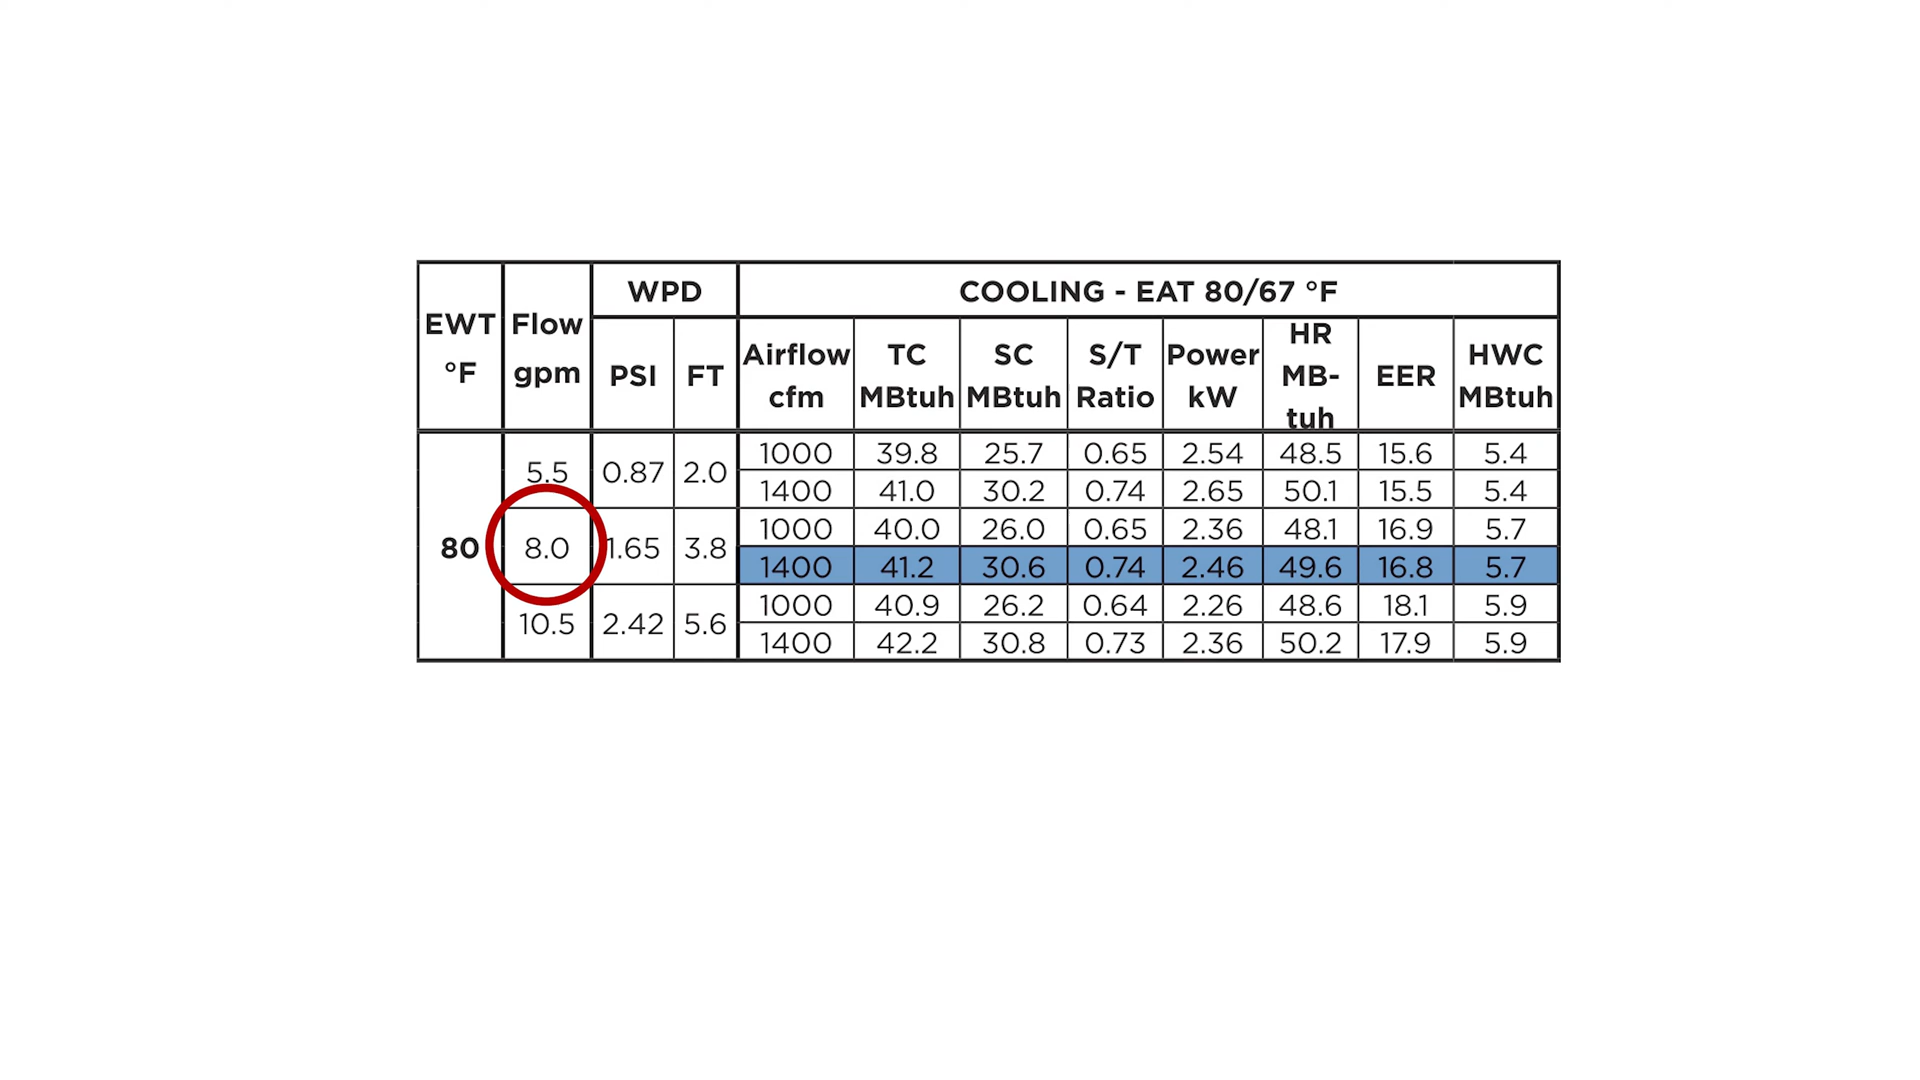 EWT °F Flow gpm WPD COOLING - EAT 80/67 °F
PSI FT Airflow cfm TC MBtuh SC MBtuh S/T Ratio Power kW HR MB-tuh EER HWC MBtuh
80 5.5 0.87 2.0 1000 39.8 25.7 0.65 2.54 48.5 15.6 5.4
1400 41.0 30.2 0.74 2.65 50.1 15.5 5.4
8.0 1.65 3.8 1000 40.0 26.0 0.65 2.36 48.1 16.9 5.7
1400 41.2 30.6 0.74 2.46 49.6 16.8 5.7
10.5 2.42 5.6 1000 40.9 26.2 0.64 2.26 48.6 18.1 5.9
1400 42.2 30.8 0.73 2.36 50.2 17.9 5.9